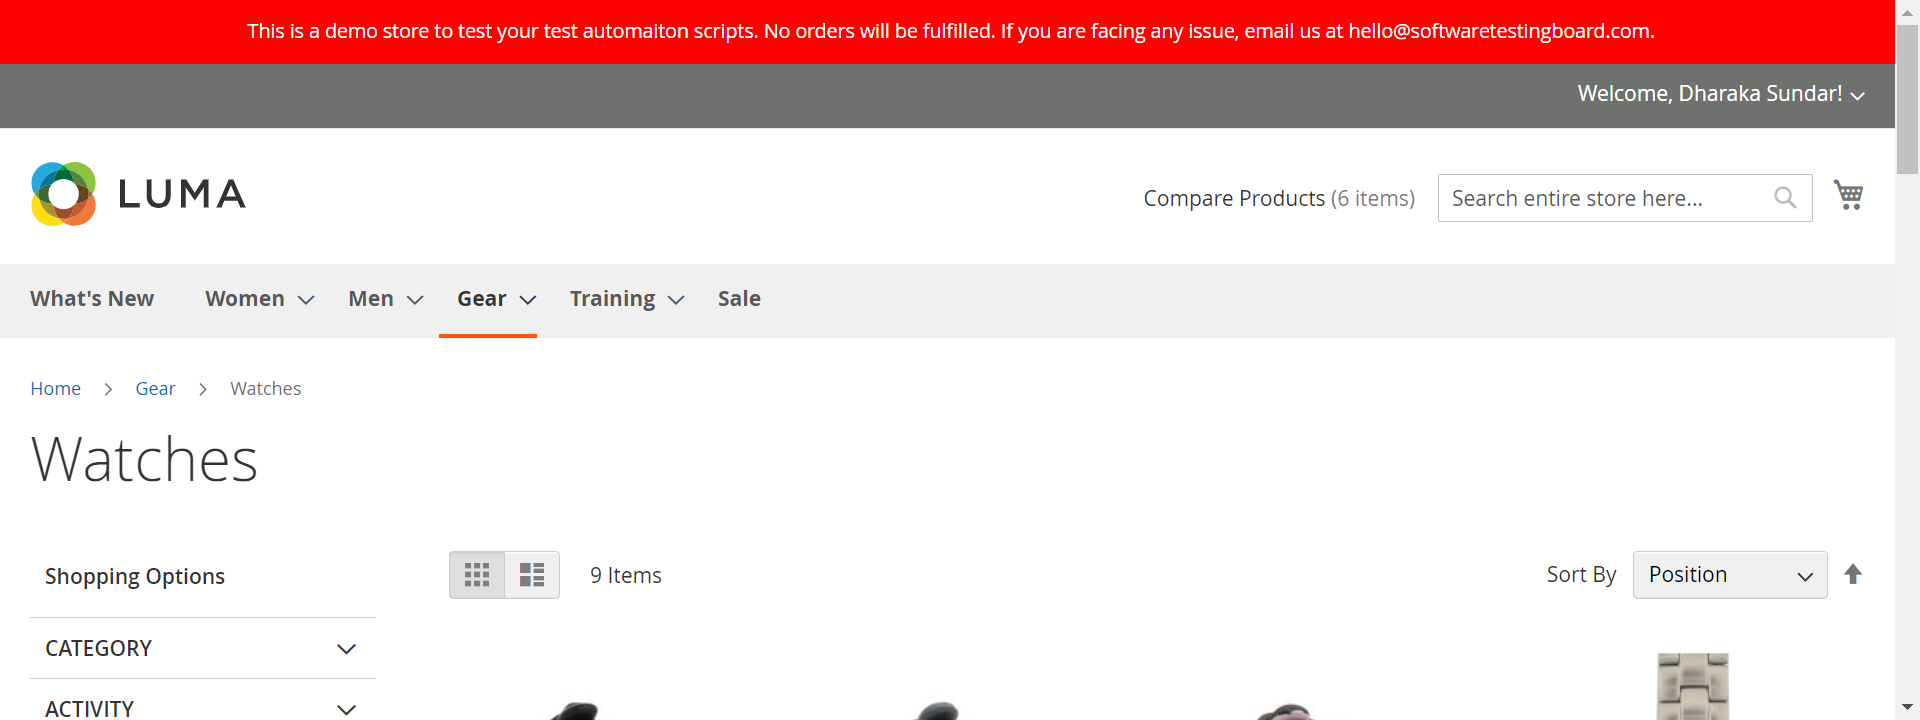 This is a demo store to test your test automaiton scripts. No orders will be fulfilled. If you are facing any issue, email us at hello@softwaretestingboard.com.
Welcome, Dharaka Sundar!
LUMA
Compare Products (6 items)
Search entire store here...
What's New Women Men Gear Training Sale
Home Gear Watches
Watches
Shopping Options
9 Items
Sort By Position
CATEGORY
ACTIVITY